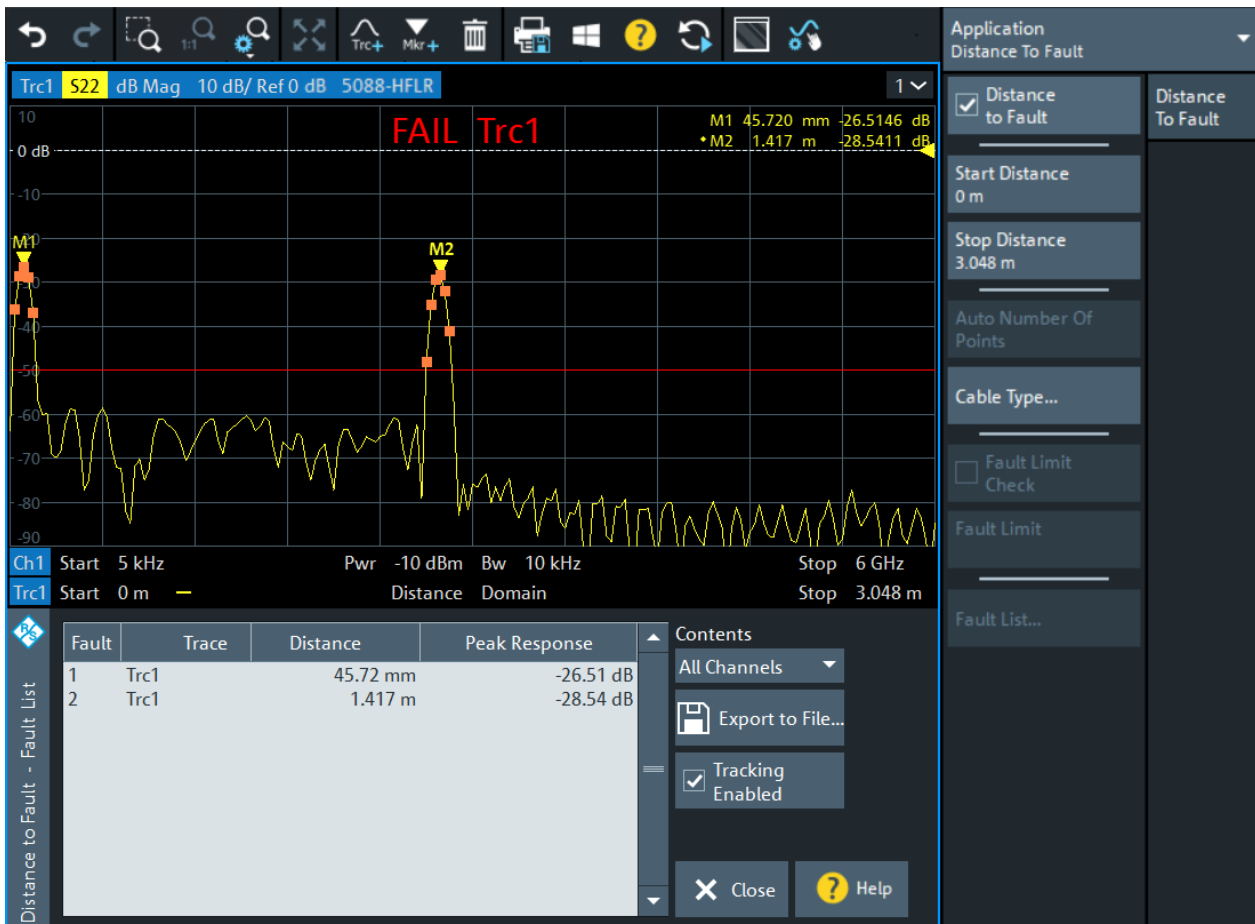 1:1 Trc+ Mkr+ ?
Application
Distance To Fault
Trc1 S22 dB Mag 10 dB/ Ref 0 dB 5088-HFLR 1
10
FAIL Trc1
M1 45.720 mm -26.5146 dB
M2 1.417 m -28.5411 dB
0 dB
-10
-20
M1
M2
-30
-40
-50
-60
-70
-80
-90
Ch1 Start 5 kHz Pwr -10 dBm Bw 10 kHz Stop 6 GHz
Trc1 Start 0 m Distance Domain Stop 3.048 m
Distance
to Fault
Start Distance
0 m
Stop Distance
3.048 m
Auto Number Of
Points
Cable Type...
Fault Limit
Check
Fault Limit
Fault List...
Distance
To Fault
R/S
Distance to Fault - Fault List
Fault Trace Distance Peak Response
1 Trc1 45.72 mm -26.51 dB
2 Trc1 1.417 m -28.54 dB
Contents
All Channels
Export to File...
Tracking
Enabled
Close
? Help